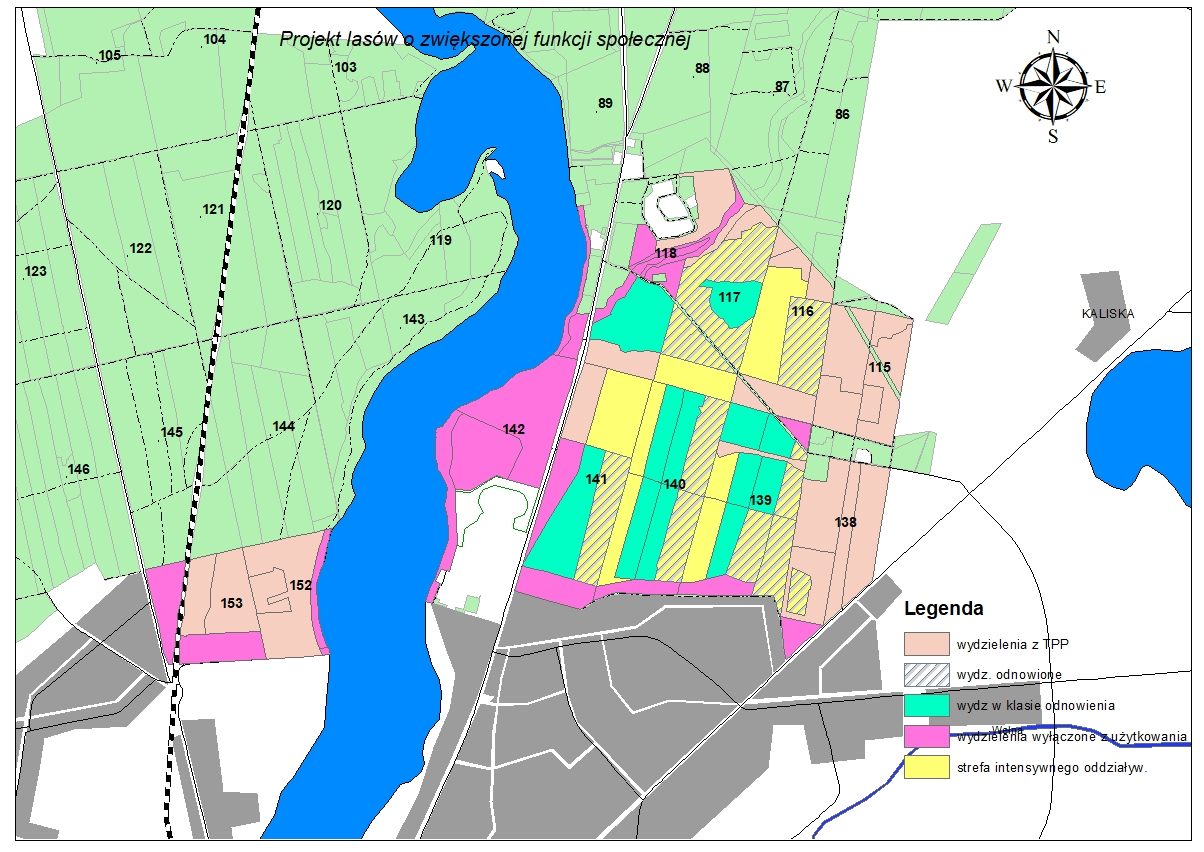 Projekt lasów o zwiększonej funkcji społecznej
N
W E
S
105
104
103
88
87
89
86
121
120
122
119
123
118
117
116
143
KALISKA
115
144
145
142
146
141
140
139
138
152
153
Legenda
wydzielenia z TPP
wydz. odnowione
wydz w klasie odnowienia
Wełna
wydzielenia wyłączone z użytkowania
strefa intensywnego oddziaływ.